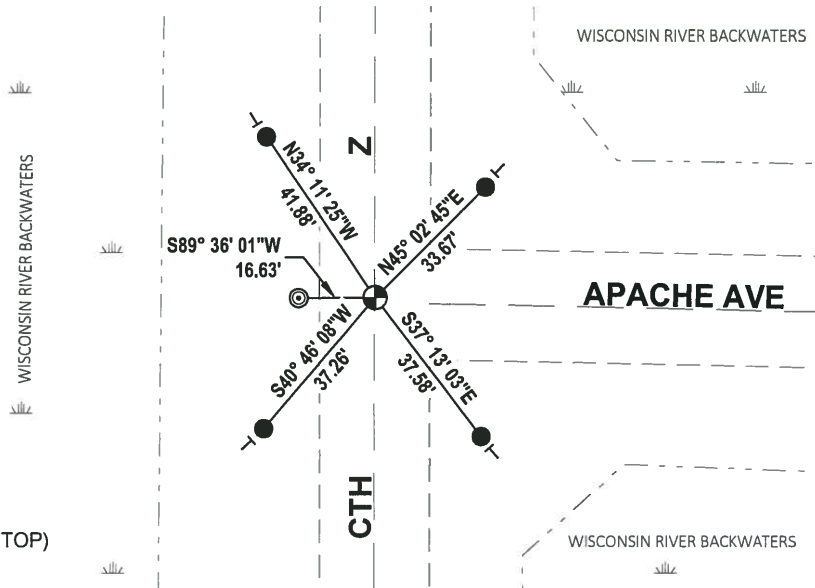 WISCONSIN RIVER BACKWATERS
Z
N34° 11' 25"W
41.88'
N45° 02' 45"E
33.67'
WISCONSIN RIVER BACKWATERS
S89° 36' 01"W
16.63'
APACHE AVE
S40° 46' 08"W
37.26'
S37° 13' 03"E
37.58'
CTH
TOP)
WISCONSIN RIVER BACKWATERS